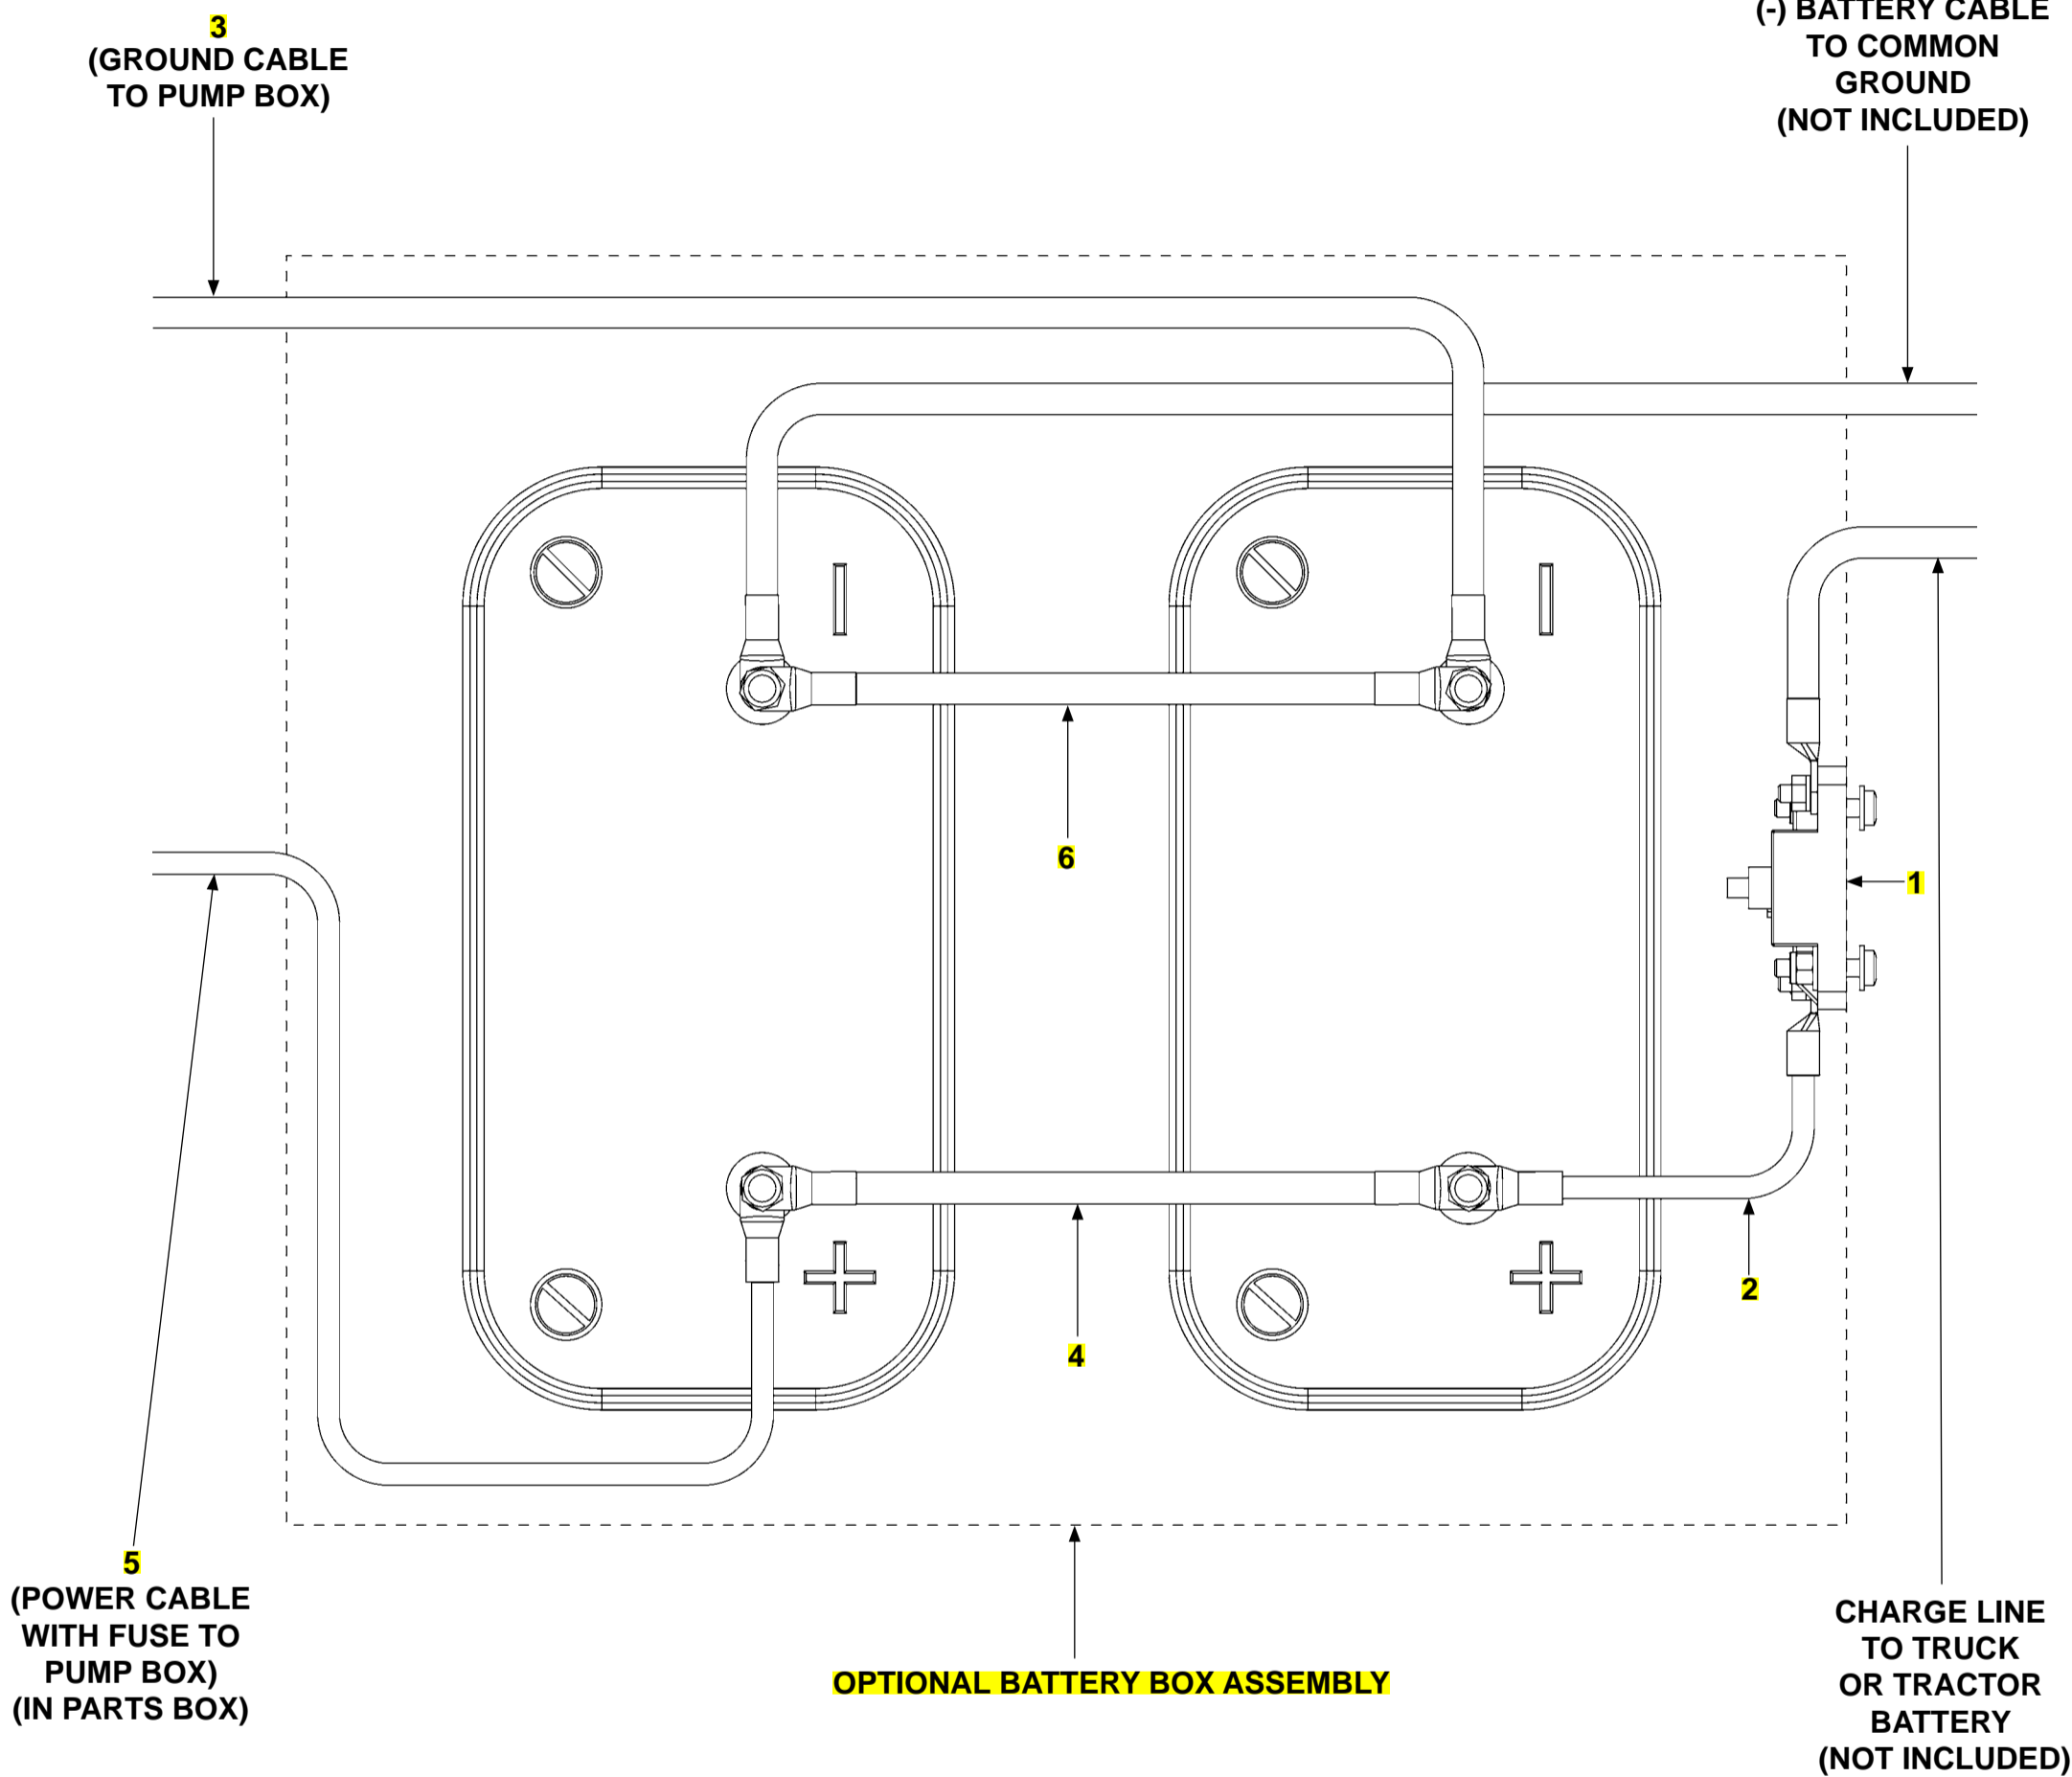 3
(GROUND CABLE
TO PUMP BOX)
(-) BATTERY CABLE
TO COMMON
GROUND
(NOT INCLUDED)
6
1
2
4
5
(POWER CABLE
WITH FUSE TO
PUMP BOX)
(IN PARTS BOX)
OPTIONAL BATTERY BOX ASSEMBLY
CHARGE LINE
TO TRUCK
OR TRACTOR
BATTERY
(NOT INCLUDED)